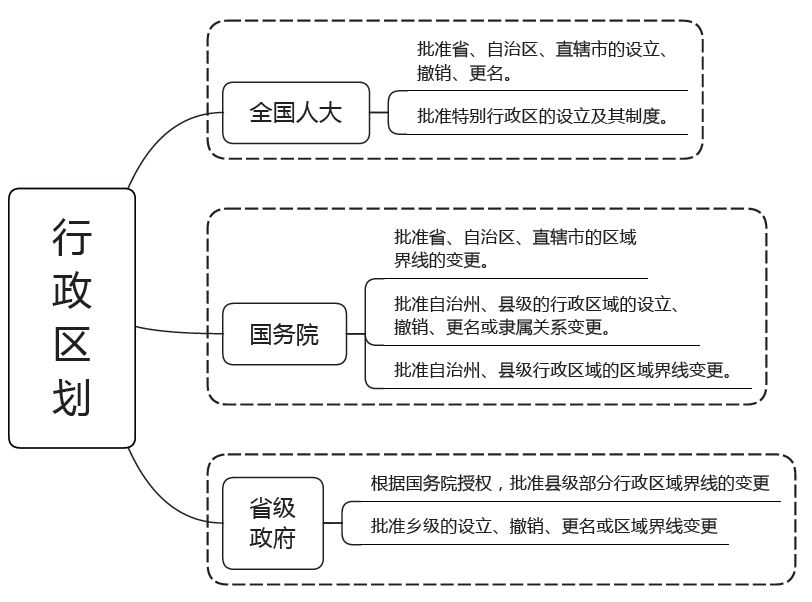 行
政
区
划
全国人大
批准省、自治区、直辖市的设立、
撤销、更名。
批准特别行政区的设立及其制度。
国务院
批准省、自治区、直辖市的区域
界线的变更。
批准自治州、县级的行政区域的设立、
撤销、更名或隶属关系变更。
批准自治州、县级行政区域的区域界线变更。
省级
政府
根据国务院授权，批准县级部分行政区域界线的变更
批准乡级的设立、撤销、更名或区域界线变更